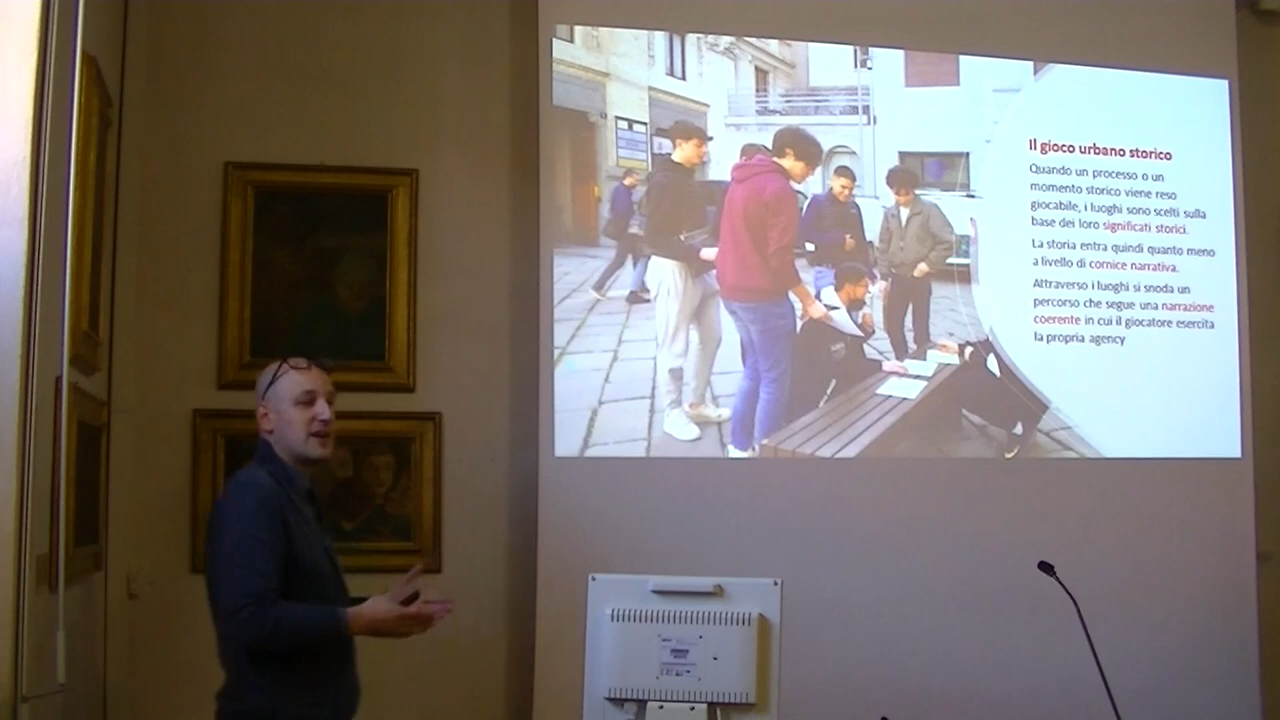 Il gioco urbano storico
Quando un processo o un
momento storico viene reso
giocabile, i luoghi sono scelti sulla
base dei loro significati storici.
La storia entra quindi quanto meno
a livello di cornice narrativa.
Attraverso i luoghi si snoda un
percorso che segue una narrazione
coerente in cui il giocatore esercita
la propria agency